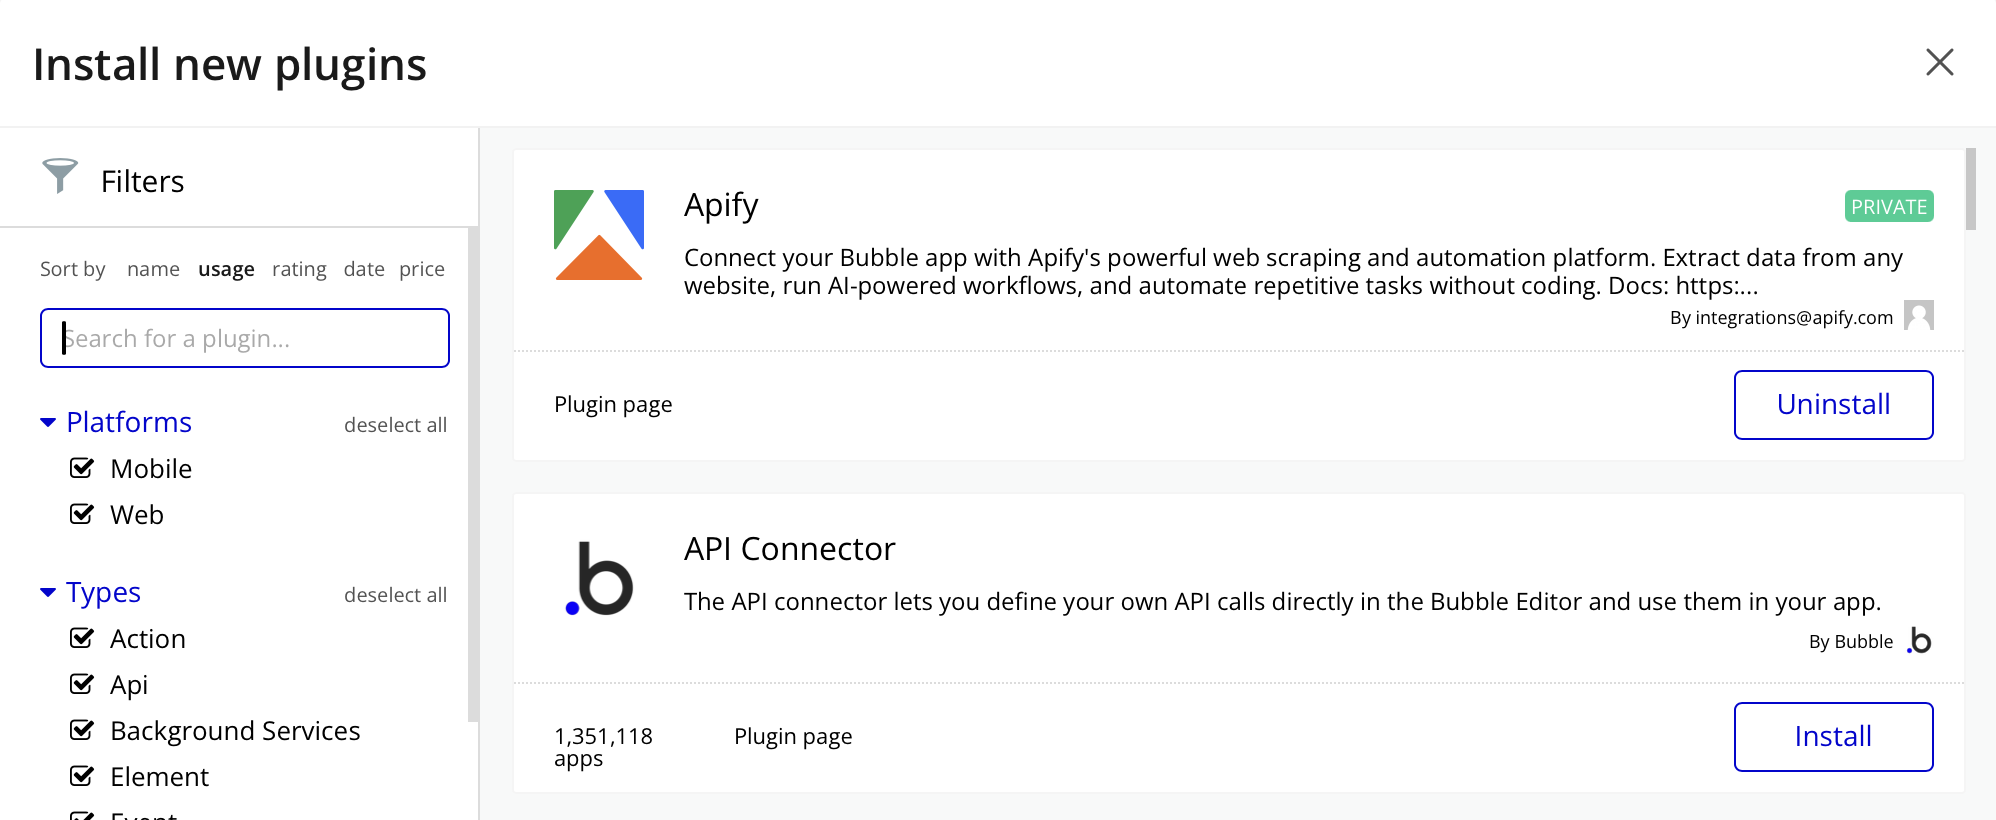 Install new plugins
Filters
Sort by name usage rating date price
Search for a plugin...
Platforms deselect all
Mobile
Web
Types deselect all
Action
Api
Background Services
Element
Event
Apify
PRIVATE
Connect your Bubble app with Apify's powerful web scraping and automation platform. Extract data from any
website, run AI-powered workflows, and automate repetitive tasks without coding. Docs: https:...
By integrations@apify.com
Plugin page
Uninstall
API Connector
The API connector lets you define your own API calls directly in the Bubble Editor and use them in your app.
By Bubble
1,351,118
apps
Plugin page
Install